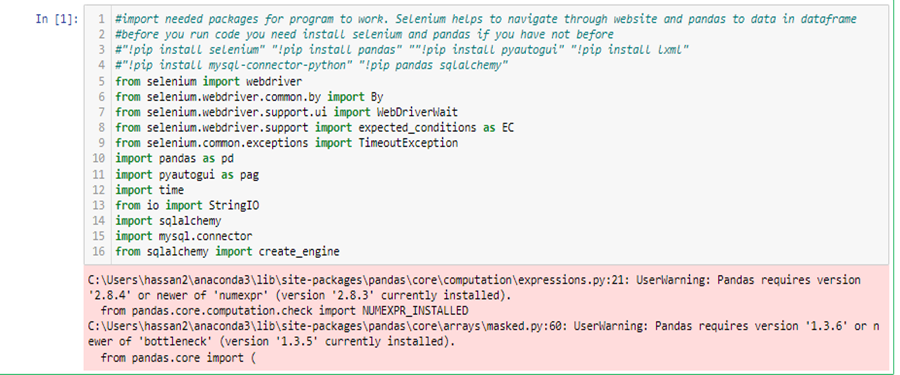 In [1]:
1 #import needed packages for program to work. Selenium helps to navigate through website and pandas to data in dataframe
2 #before you run code you need install selenium and pandas if you have not before
3 #"!pip install selenium" "!pip install pandas" ""!pip install pyautogui" "!pip install lxml"
4 #"!pip install mysql-connector-python" "!pip pandas sqlalchemy"
5 from selenium import webdriver
6 from selenium.webdriver.common.by import By
7 from selenium.webdriver.support.ui import WebDriverWait
8 from selenium.webdriver.support import expected_conditions as EC
9 from selenium.common.exceptions import TimeoutException
10 import pandas as pd
11 import pyautogui as pag
12 import time
13 from io import StringIO
14 import sqlalchemy
15 import mysql.connector
16 from sqlalchemy import create_engine
C:\Users\hassan2\anaconda3\lib\site-packages\pandas\core\computation\expressions.py:21: UserWarning: Pandas requires version
'2.8.4' or newer of 'numexpr' (version '2.8.3' currently installed).
from pandas.core.computation.check import NUMEXPR_INSTALLED
C:\Users\hassan2\anaconda3\lib\site-packages\pandas\core\arrays\masked.py:60: UserWarning: Pandas requires version '1.3.6' or n
ewer of 'bottleneck' (version '1.3.5' currently installed).
from pandas.core import (